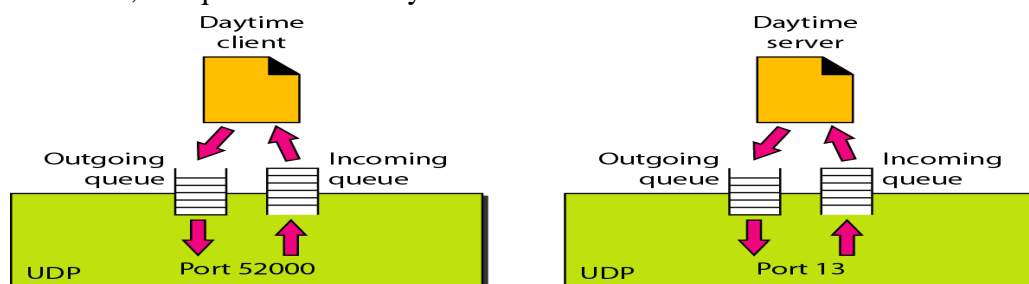 Daytime
client
Outgoing
queue
Incoming
queue
UDP
Port 52000
Daytime
server
Outgoing
queue
Incoming
queue
UDP
Port 13